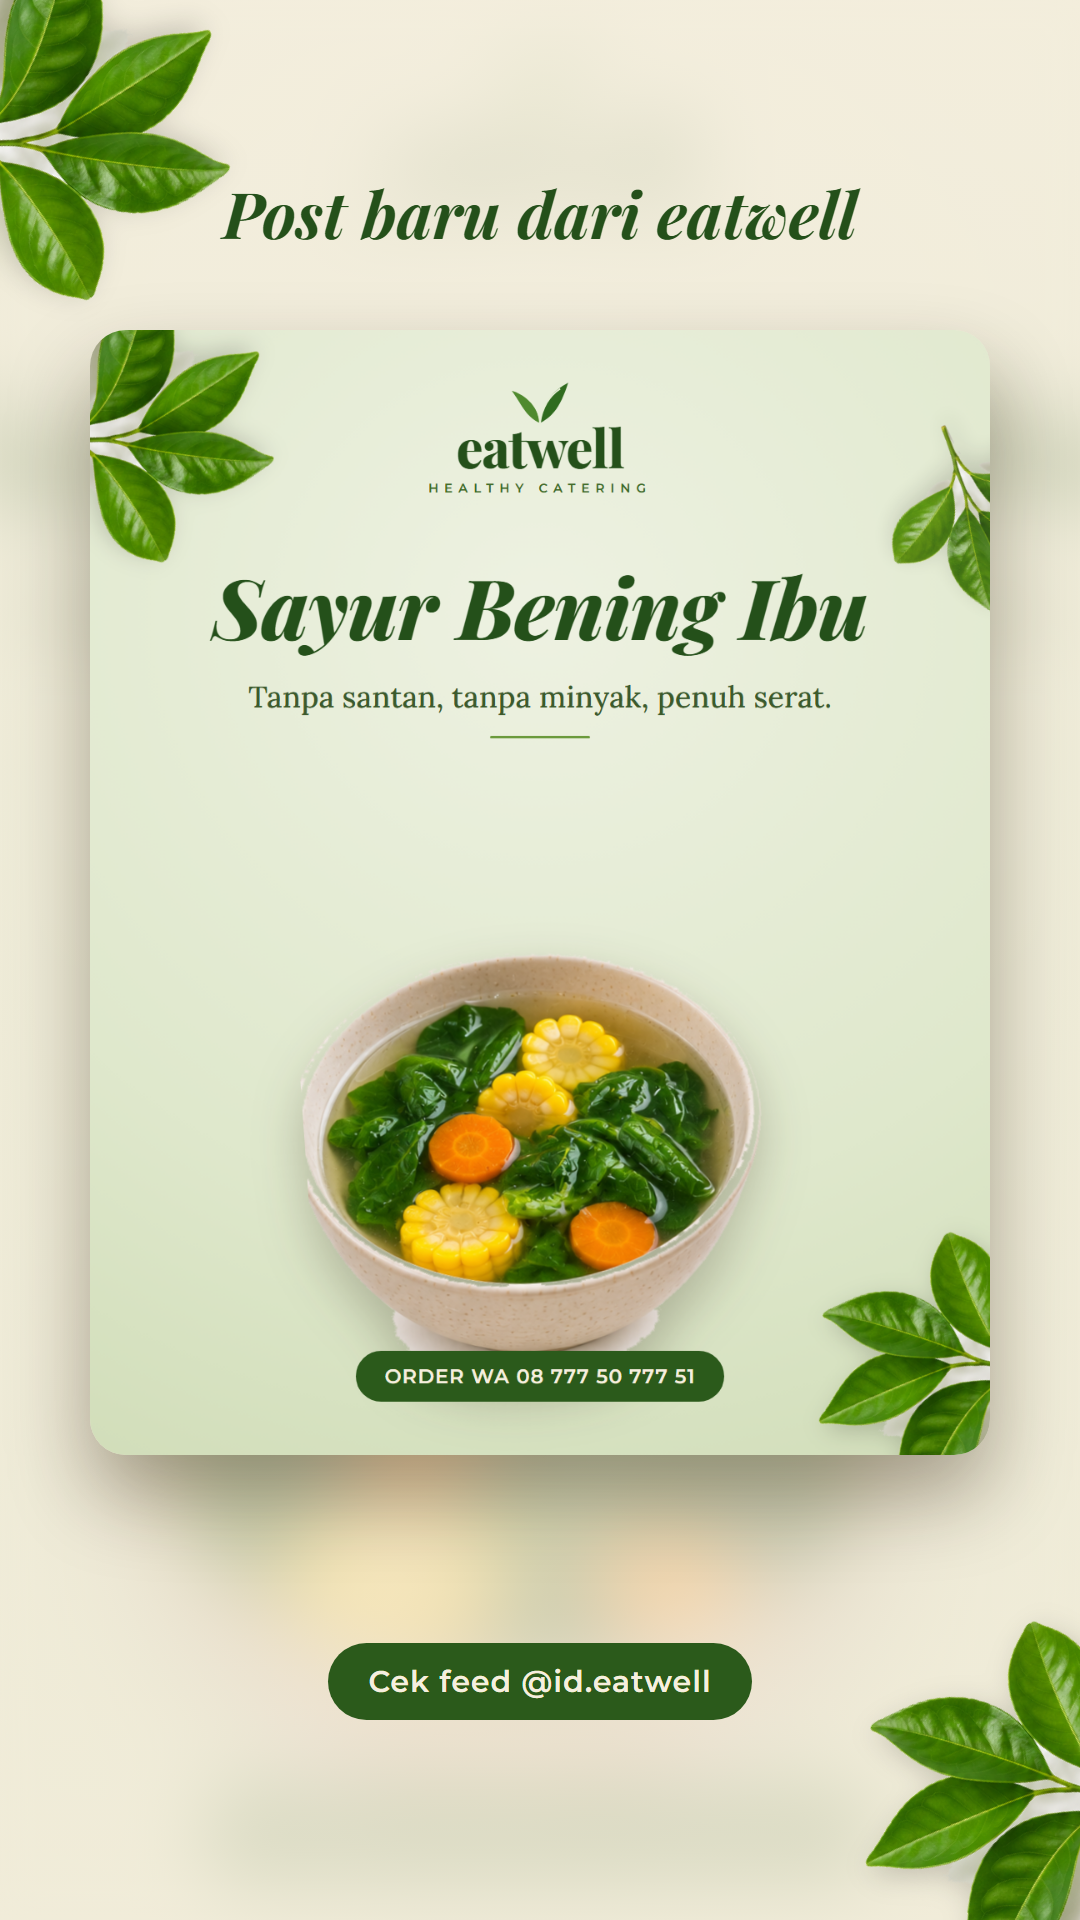 Post baru dari eatwell
eatwell
HEALTHY CATERING
Sayur Bening Ibu
Tanpa santan, tanpa minyak, penuh serat.
ORDER WA 08 777 50 777 51
Cek feed @id.eatwell